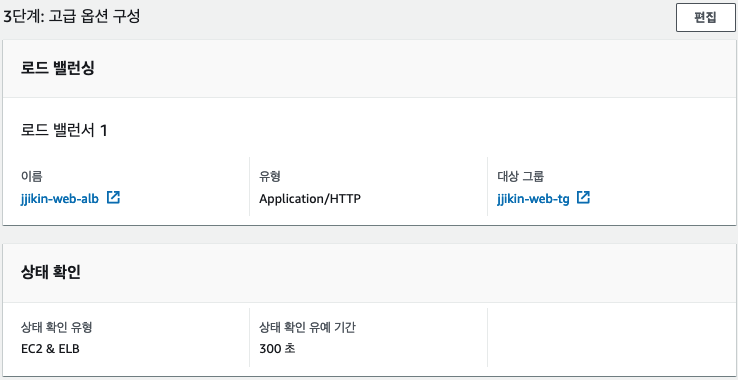 3단계: 고급 옵션 구성
편집
로드 밸런싱
로드 밸런서 1
이름
유형
대상 그룹
jjikin-web-alb
Application/HTTP
jjikin-web-tg
상태 확인
상태 확인 유형
상태 확인 유예 기간
EC2 & ELB
300 초